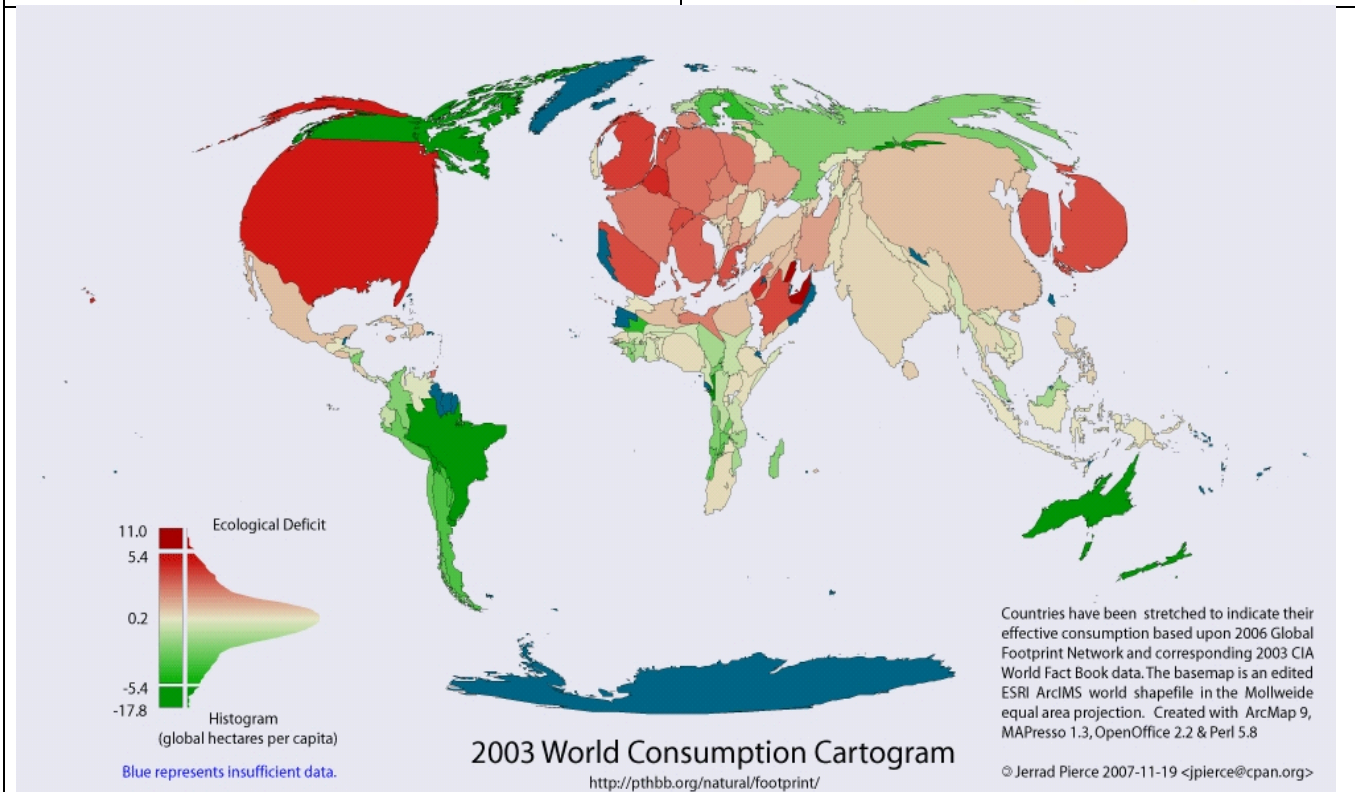 Ecological Deficit
11.0
5.4
0.2
-5.4
-17.8
Histogram
(global hectares per capita)
Blue represents insufficient data.
2003 World Consumption Cartogram
http://pthbb.org/natural/footprint/
Countries have been stretched to indicate their
effective consumption based upon 2006 Global
Footprint Network and corresponding 2003 CIA
World Fact Book data. The basemap is an edited
ESRI ArcIMS world shapefile in the Mollweide
equal area projection. Created with ArcMap 9,
MAPresso 1.3, OpenOffice 2.2 & Perl 5.8
© Jerrad Pierce 2007-11-19 <jpierce@cpan.org>